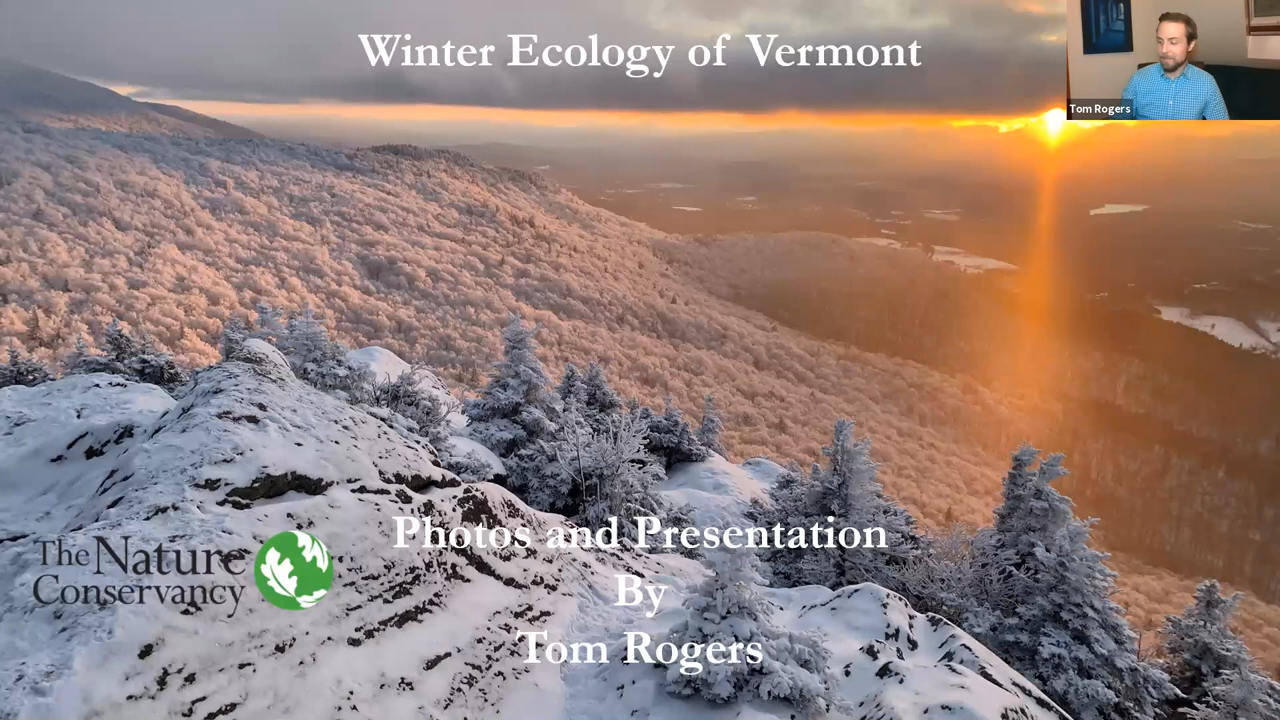 Winter Ecology of Vermont
Tom Rogers
Photos and Presentation
By
Tom Rogers
The Nature
Conservancy